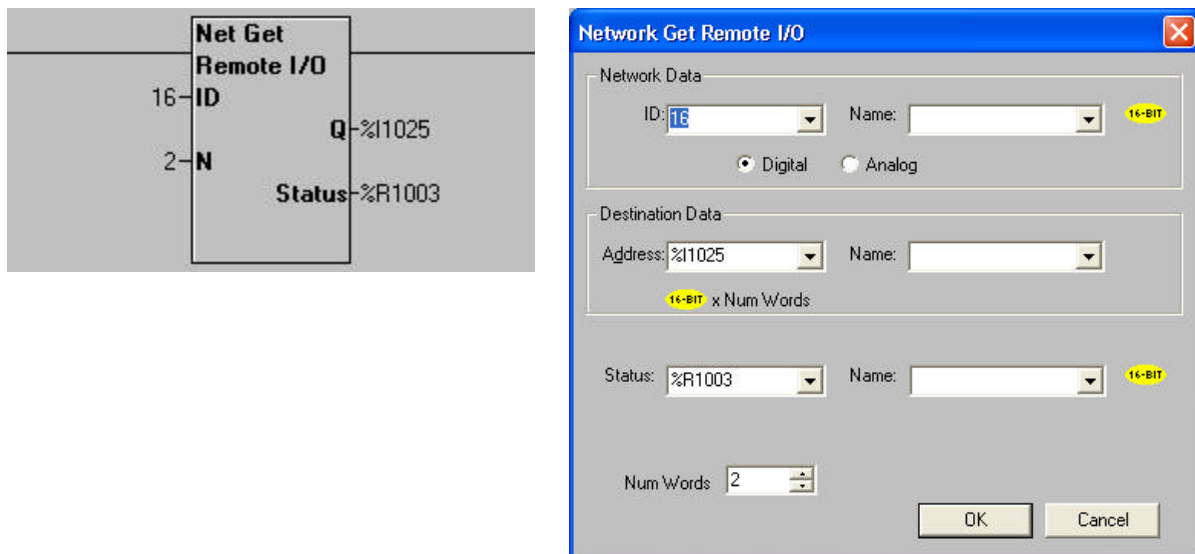 Net Get
Remote I/O
16 ID
Q %I1025
2 N
Status %R1003
Network Get Remote I/O
Network Data
ID: 16 Name: 16-BIT
Digital Analog
Destination Data
Address: %I1025 Name:
16-BIT x Num Words
Status: %R1003 Name: 16-BIT
Num Words 2
OK Cancel